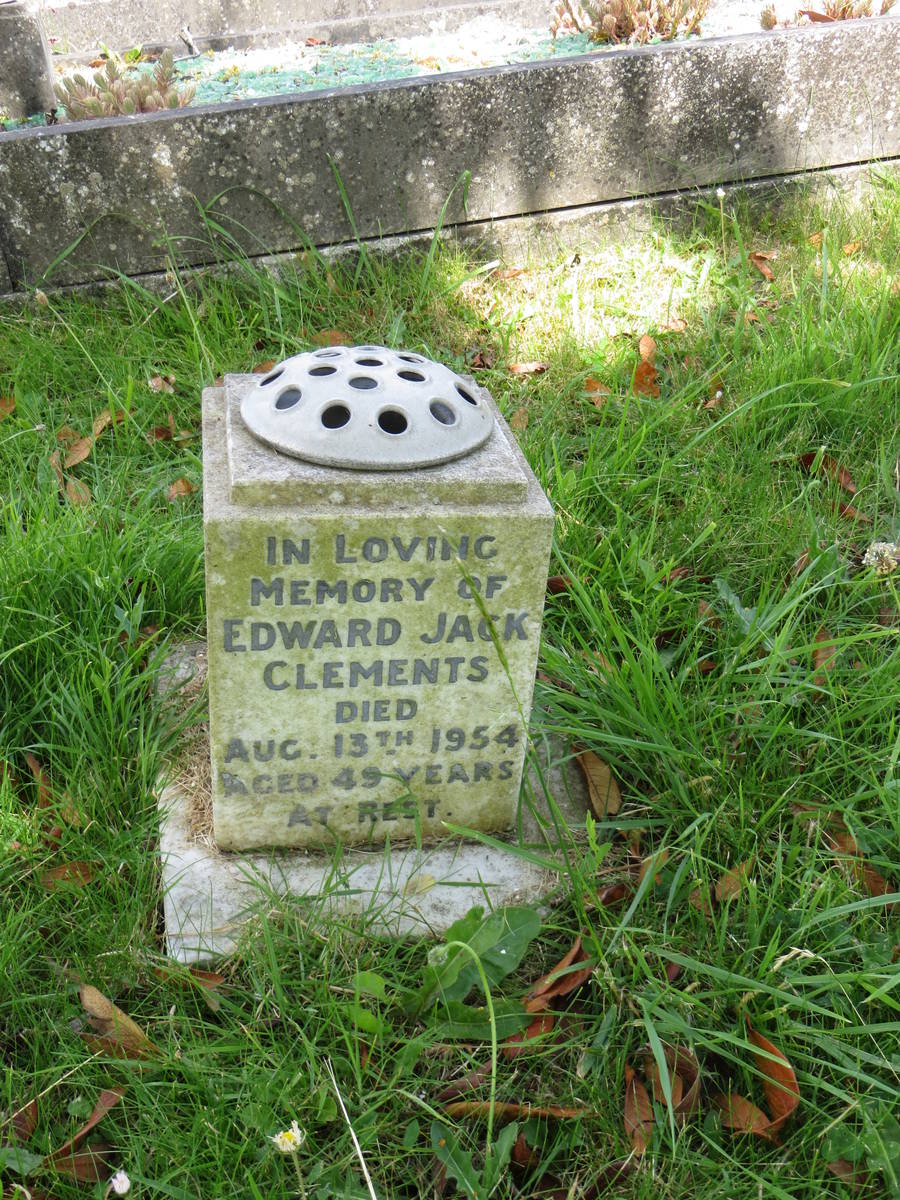 IN LOVING
MEMORY OF
EDWARD JACK
CLEMENTS
DIED
AUG. 13TH 1954
AGED 49 YEARS
AT REST.